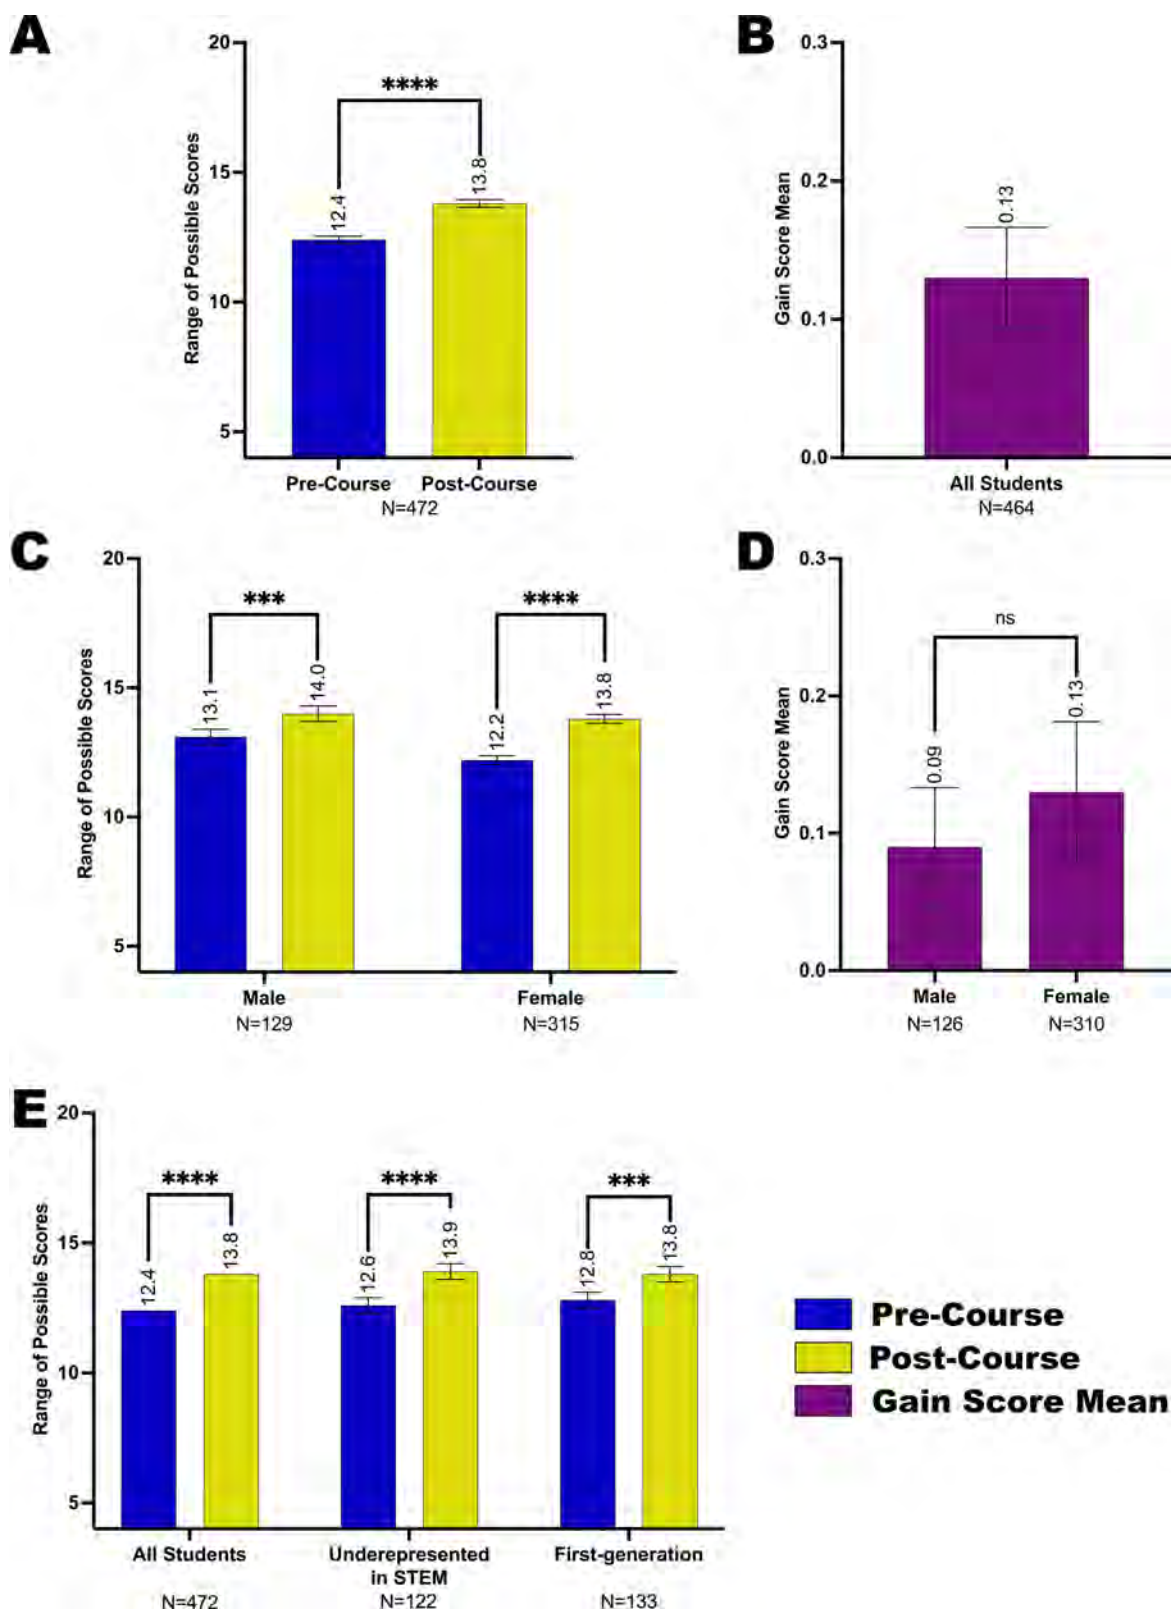 A
Range of Possible Scores
20
15
10
5
****
12.4
13.8
Pre-Course
Post-Course
N=472
B
Gain Score Mean
0.3
0.2
0.1
0.0
0.13
All Students
N=464
C
Range of Possible Scores
20
15
10
5
***
****
13.1
14.0
12.2
13.8
Male
Female
N=129
N=315
D
Gain Score Mean
0.3
0.2
0.1
0.0
ns
0.09
0.13
Male
Female
N=126
N=310
E
Range of Possible Scores
20
15
10
5
****
****
***
12.4
13.8
12.6
13.9
12.8
13.8
All Students
Underepresented
in STEM
First-generation
N=472
N=122
N=133
Pre-Course
Post-Course
Gain Score Mean